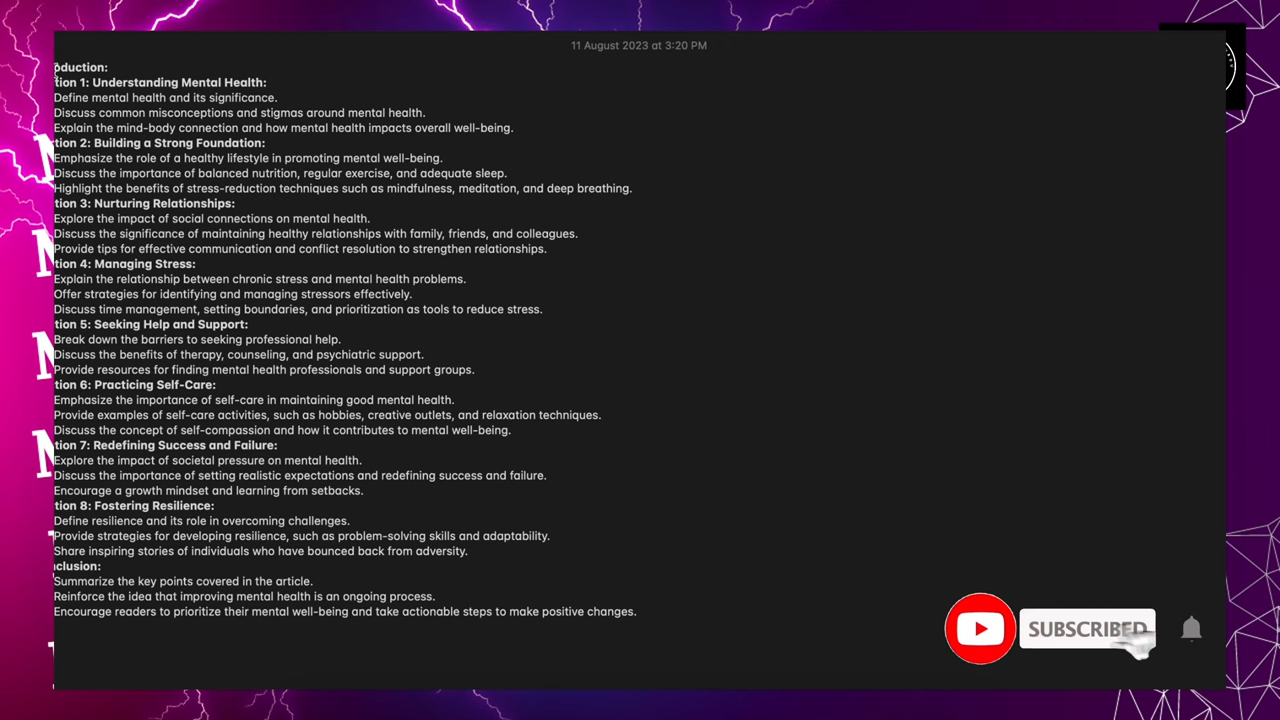 11 August 2023 at 3:20 PM
oduction:
tion 1: Understanding Mental Health:
Define mental health and its significance.
Discuss common misconceptions and stigmas around mental health.
Explain the mind-body connection and how mental health impacts overall well-being.
tion 2: Building a Strong Foundation:
Emphasize the role of a healthy lifestyle in promoting mental well-being.
Discuss the importance of balanced nutrition, regular exercise, and adequate sleep.
Highlight the benefits of stress-reduction techniques such as mindfulness, meditation, and deep breathing.
tion 3: Nurturing Relationships:
Explore the impact of social connections on mental health.
Discuss the significance of maintaining healthy relationships with family, friends, and colleagues.
Provide tips for effective communication and conflict resolution to strengthen relationships.
tion 4: Managing Stress:
Explain the relationship between chronic stress and mental health problems.
Offer strategies for identifying and managing stressors effectively.
Discuss time management, setting boundaries, and prioritization as tools to reduce stress.
tion 5: Seeking Help and Support:
Break down the barriers to seeking professional help.
Discuss the benefits of therapy, counseling, and psychiatric support.
Provide resources for finding mental health professionals and support groups.
tion 6: Practicing Self-Care:
Emphasize the importance of self-care in maintaining good mental health.
Provide examples of self-care activities, such as hobbies, creative outlets, and relaxation techniques.
Discuss the concept of self-compassion and how it contributes to mental well-being.
tion 7: Redefining Success and Failure:
Explore the impact of societal pressure on mental health.
Discuss the importance of setting realistic expectations and redefining success and failure.
Encourage a growth mindset and learning from setbacks.
tion 8: Fostering Resilience:
Define resilience and its role in overcoming challenges.
Provide strategies for developing resilience, such as problem-solving skills and adaptability.
Share inspiring stories of individuals who have bounced back from adversity.
clusion:
Summarize the key points covered in the article.
Reinforce the idea that improving mental health is an ongoing process.
Encourage readers to prioritize their mental well-being and take actionable steps to make positive changes.
SUBSCRIBED